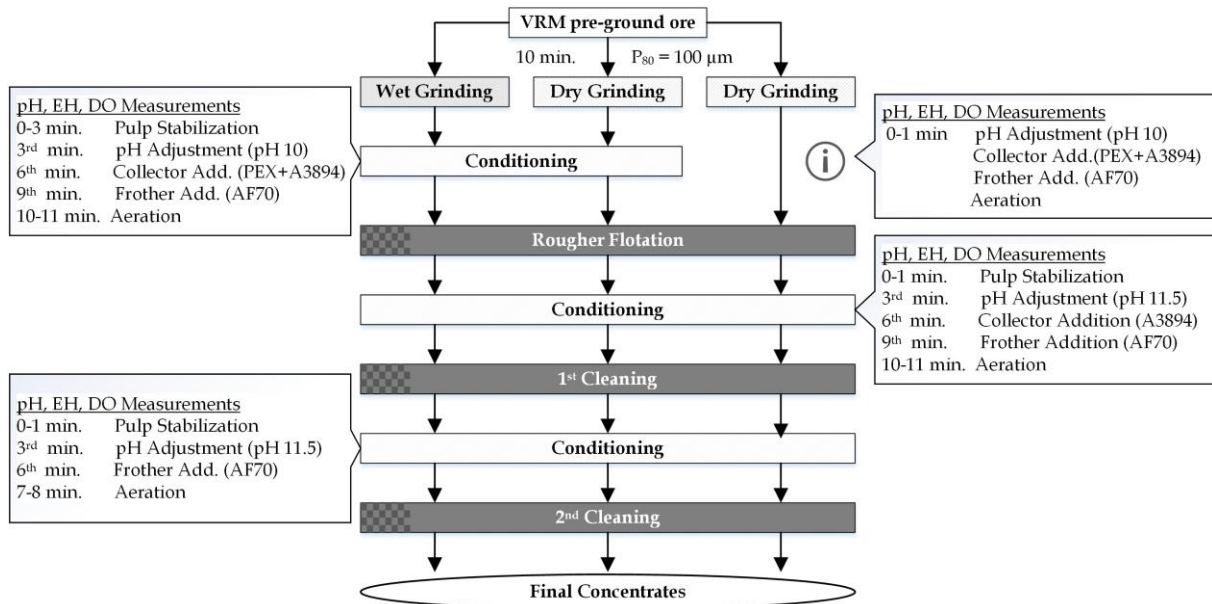 VRM pre-ground ore
10 min. P80 = 100 µm
Wet Grinding
Dry Grinding
Dry Grinding
pH, EH, DO Measurements
0-3 min. Pulp Stabilization
3rd min. pH Adjustment (pH 10)
6th min. Collector Add. (PEX+A3894)
9th min. Frother Add. (AF70)
10-11 min. Aeration
Conditioning
i
pH, EH, DO Measurements
0-1 min pH Adjustment (pH 10)
Collector Add.(PEX+A3894)
Frother Add. (AF70)
Aeration
Rougher Flotation
Conditioning
pH, EH, DO Measurements
0-1 min. Pulp Stabilization
3rd min. pH Adjustment (pH 11.5)
6th min. Collector Addition (A3894)
9th min. Frother Addition (AF70)
10-11 min. Aeration
1st Cleaning
pH, EH, DO Measurements
0-1 min. Pulp Stabilization
3rd min. pH Adjustment (pH 11.5)
6th min. Frother Add. (AF70)
7-8 min. Aeration
Conditioning
2nd Cleaning
Final Concentrates